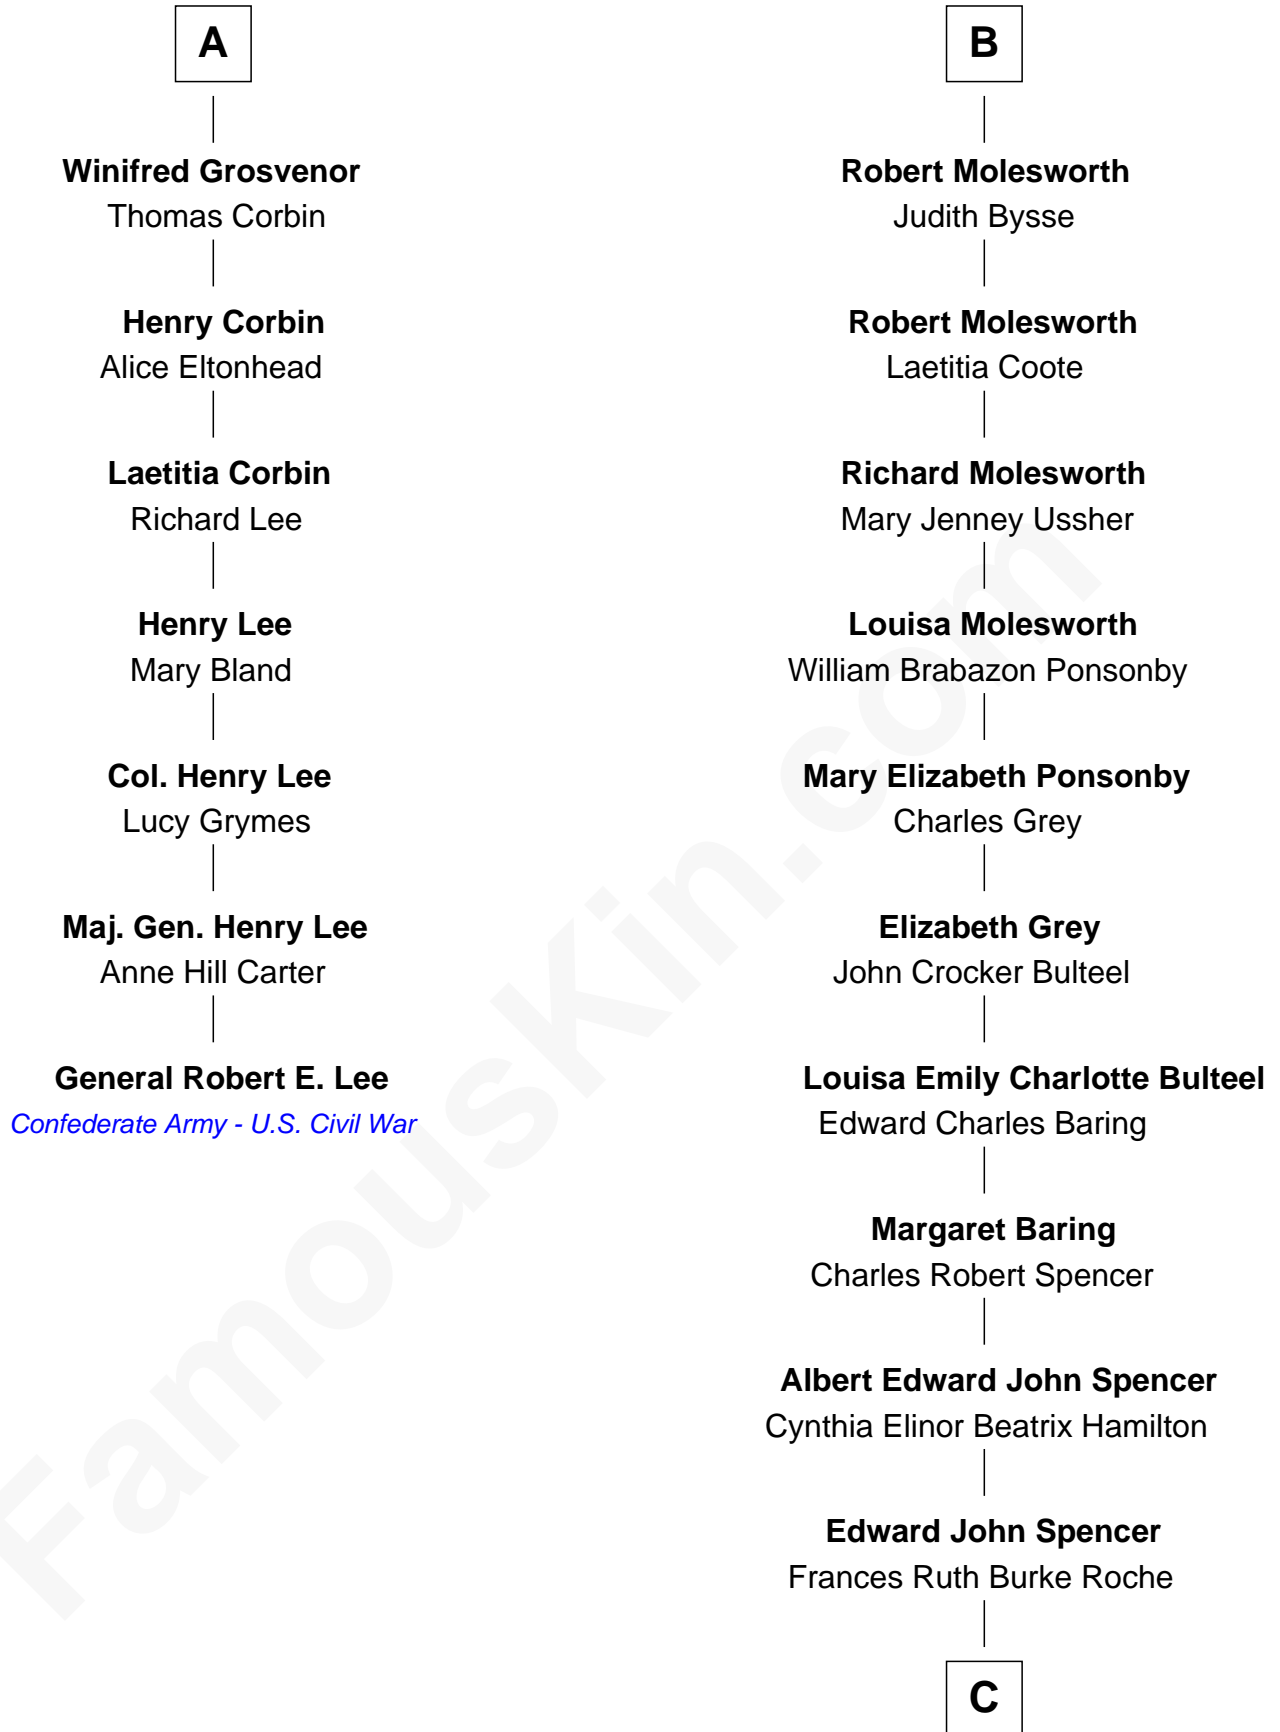 A
Winifred Grosvenor
Thomas Corbin
Henry Corbin
Alice Eltonhead
Laetitia Corbin
Richard Lee
Henry Lee
Mary Bland
Col. Henry Lee
Lucy Grymes
Maj. Gen. Henry Lee
Anne Hill Carter
General Robert E. Lee
Confederate Army - U.S. Civil War
B
Robert Molesworth
Judith Bysse
Robert Molesworth
Laetitia Coote
Richard Molesworth
Mary Jenney Ussher
Louisa Molesworth
William Brabazon Ponsonby
Mary Elizabeth Ponsonby
Charles Grey
Elizabeth Grey
John Crocker Bulteel
Louisa Emily Charlotte Bulteel
Edward Charles Baring
Margaret Baring
Charles Robert Spencer
Albert Edward John Spencer
Cynthia Elinor Beatrix Hamilton
Edward John Spencer
Frances Ruth Burke Roche
C
FamousKin.com